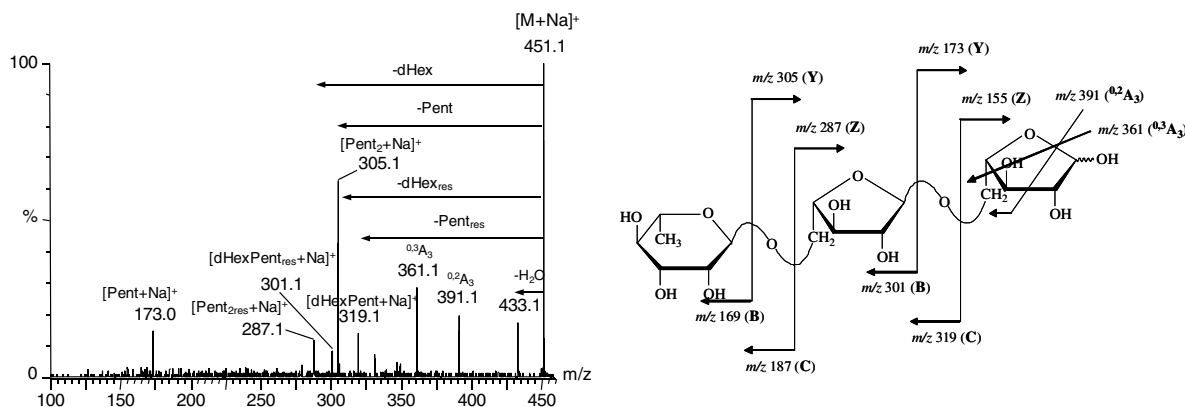 [M+Na]+
451.1
100
-dHex
-Pent
[Pent2+Na]+
305.1
-dHexres
%
-Pentres
[dHexPentres+Na]+
301.1
0,3A3
361.1
0,2A3
391.1
-H2O
433.1
[Pent+Na]+
173.0
[Pent2res+Na]+
287.1
[dHexPent+Na]+
319.1
0
m/z
100 150 200 250 300 350 400 450
m/z 173 (Y)
m/z 305 (Y)
m/z 155 (Z)
m/z 391 (0,2A3)
m/z 287 (Z)
m/z 361 (0,3A3)
O
OH
OH
CH2
OH
O
O
OH
CH2
OH
HO
O
CH3
O
OH
OH
m/z 301 (B)
m/z 169 (B)
m/z 319 (C)
m/z 187 (C)